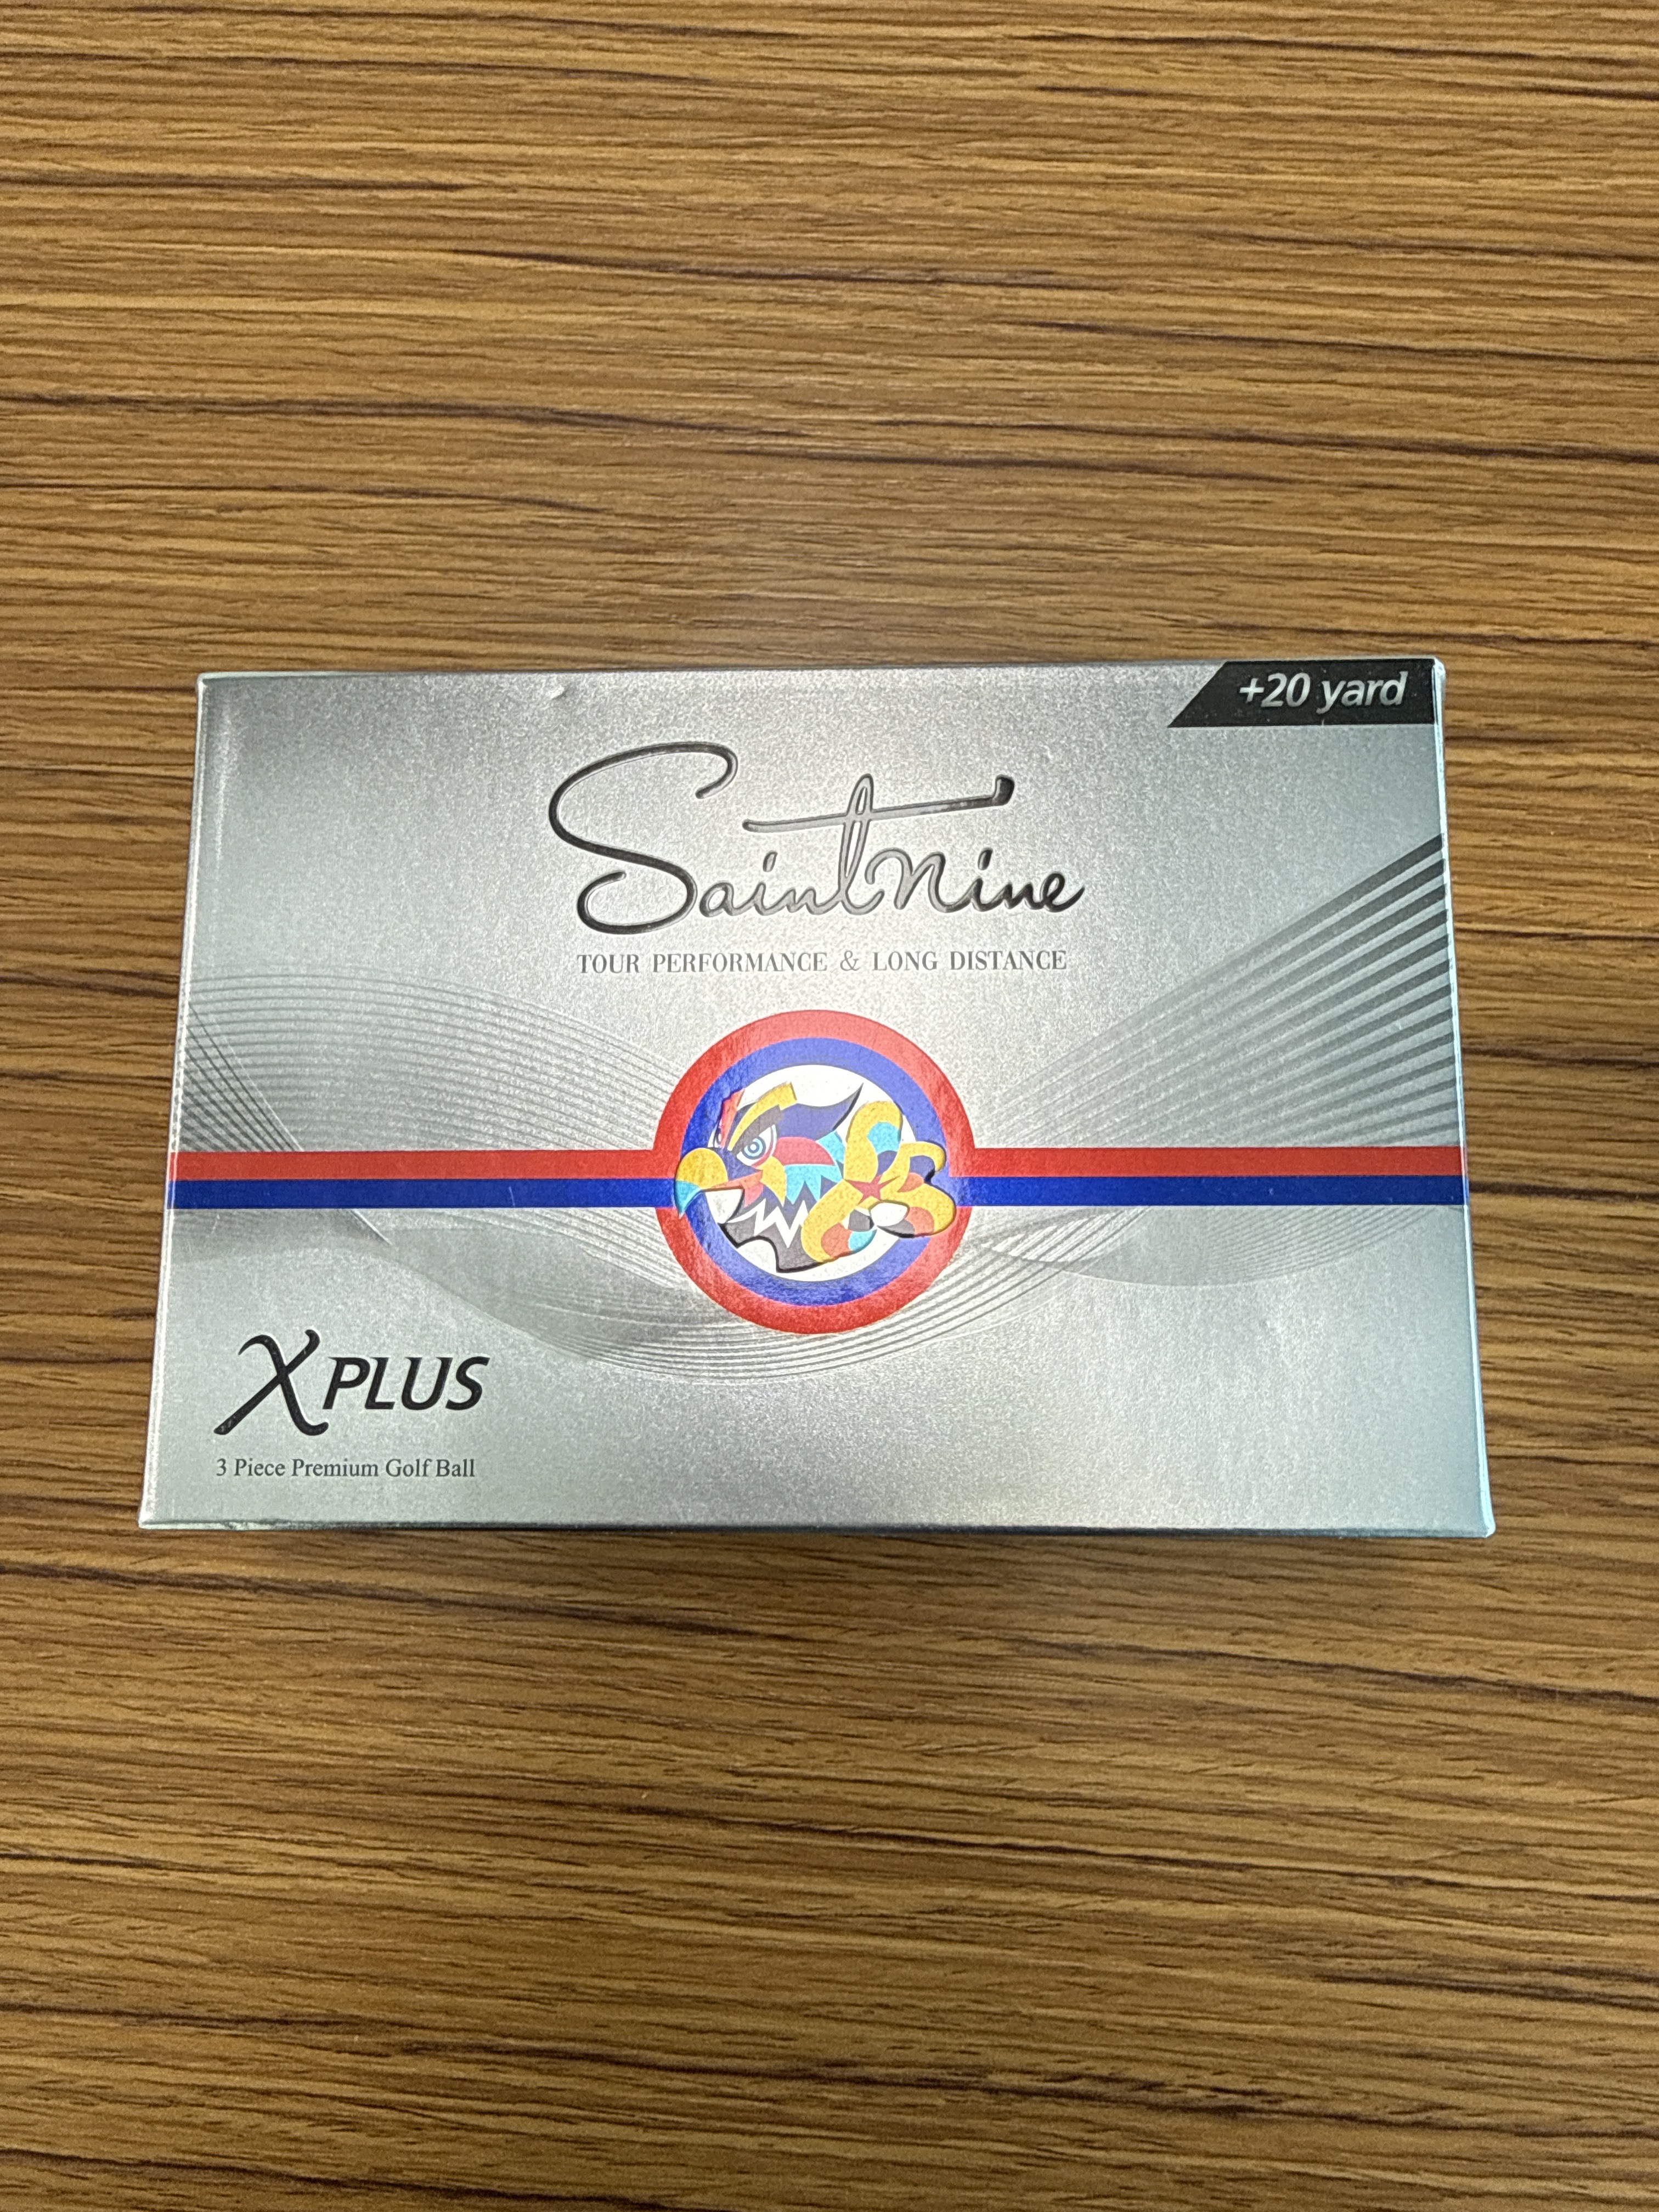 +20 yard
Saintnine
TOUR PERFORMANCE & LONG DISTANCE
X PLUS
3 Piece Premium Golf Ball